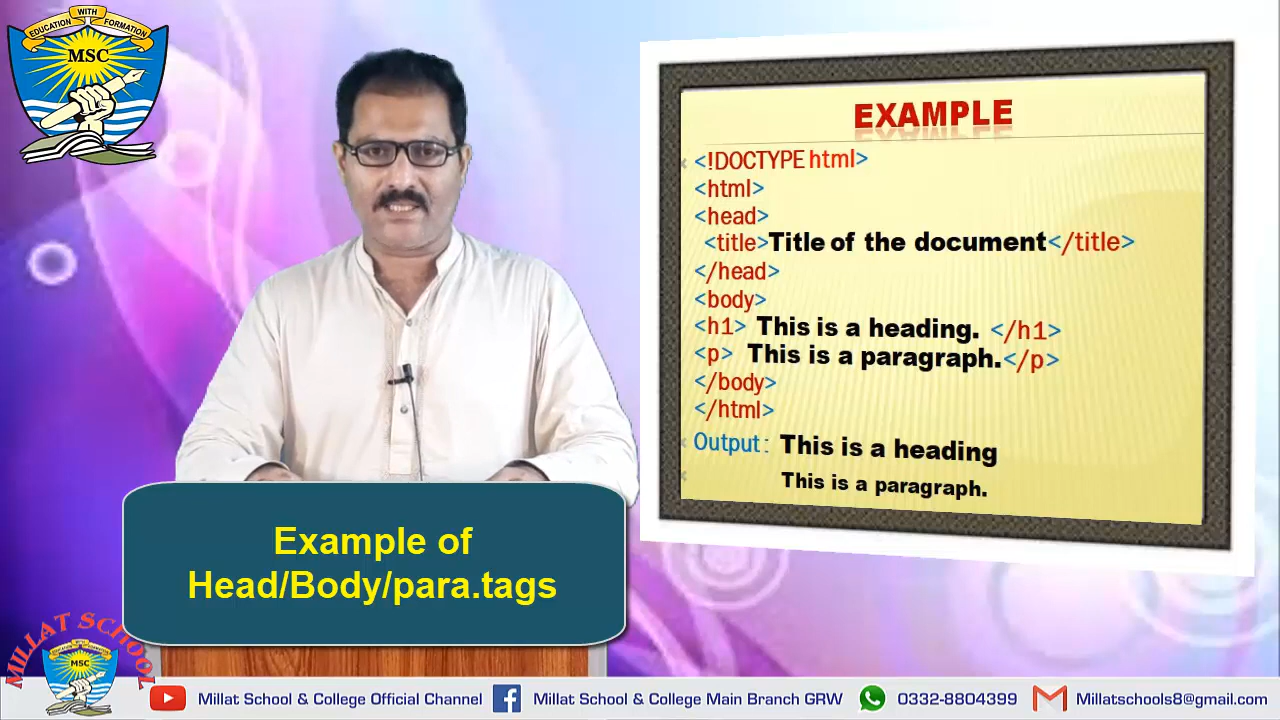 EDUCATION WITH FORMATION
MSC
EXAMPLE
<!DOCTYPE html>
<html>
<head>
<title>Title of the document</title>
</head>
<body>
<h1> This is a heading. </h1>
<p> This is a paragraph.</p>
</body>
</html>
Output: This is a heading
This is a paragraph.
Example of
Head/Body/para.tags
MILLAT SCHOOL
MSC
Millat School & College Official Channel
Millat School & College Main Branch GRW
0332-8804399
Millatschools8@gmail.com